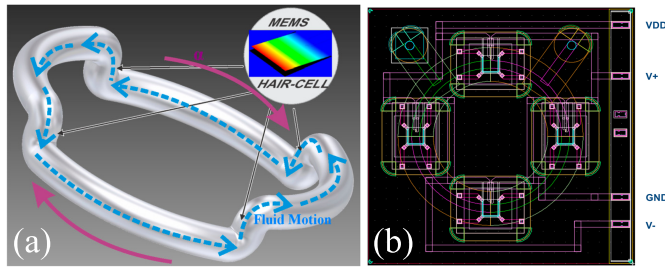 MEMS
HAIR-CELL
Fluid Motion
(a)
VDD
V+
GND
V-
(b)